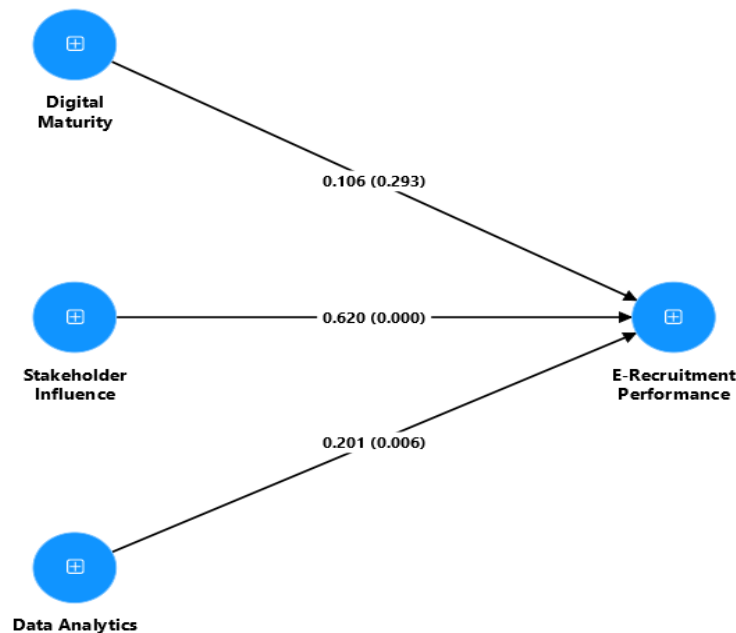 Digital
Maturity
0.106 (0.293)
0.620 (0.000)
Stakeholder
Influence
E-Recruitment
Performance
0.201 (0.006)
Data Analytics